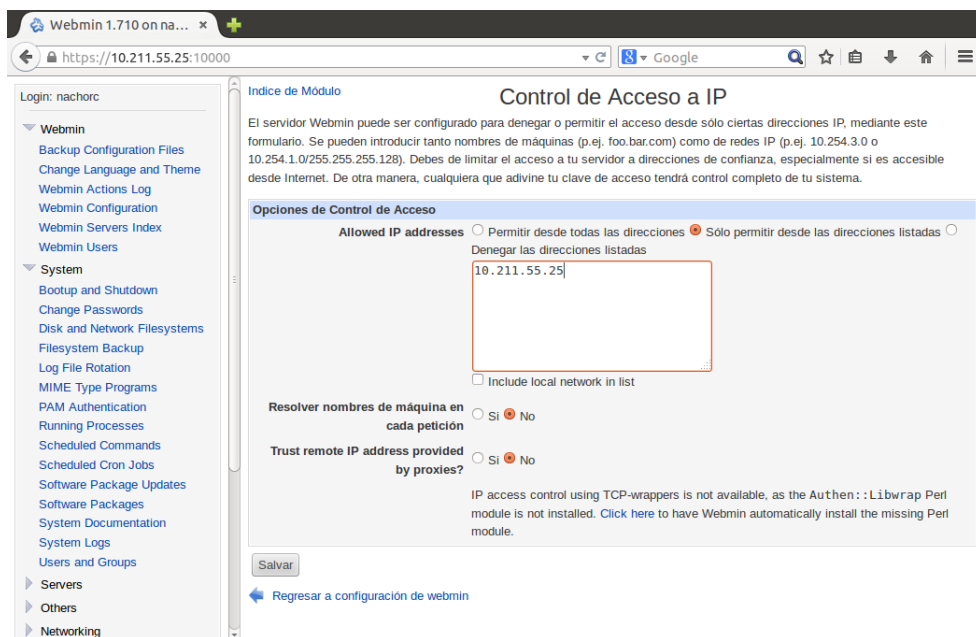 Webmin 1.710 on na... ×
https://10.211.55.25:10000
Google
Login: nachorc
Webmin
Backup Configuration Files
Change Language and Theme
Webmin Actions Log
Webmin Configuration
Webmin Servers Index
Webmin Users
System
Bootup and Shutdown
Change Passwords
Disk and Network Filesystems
Filesystem Backup
Log File Rotation
MIME Type Programs
PAM Authentication
Running Processes
Scheduled Commands
Scheduled Cron Jobs
Software Package Updates
Software Packages
System Documentation
System Logs
Users and Groups
Servers
Others
Networking
Indice de Módulo
Control de Acceso a IP
El servidor Webmin puede ser configurado para denegar o permitir el acceso desde sólo ciertas direcciones IP, mediante este
formulario. Se pueden introducir tanto nombres de máquinas (p.ej. foo.bar.com) como de redes IP (p.ej. 10.254.3.0 o
10.254.1.0/255.255.255.128). Debes de limitar el acceso a tu servidor a direcciones de confianza, especialmente si es accesible
desde Internet. De otra manera, cualquiera que adivine tu clave de acceso tendrá control completo de tu sistema.
Opciones de Control de Acceso
Allowed IP addresses Permitir desde todas las direcciones Sólo permitir desde las direcciones listadas
Denegar las direcciones listadas
10.211.55.25
Include local network in list
Resolver nombres de máquina en
cada petición
Si No
Trust remote IP address provided
by proxies?
Si No
IP access control using TCP-wrappers is not available, as the Authen::Libwrap Perl
module is not installed. Click here to have Webmin automatically install the missing Perl
module.
Salvar
Regresar a configuración de webmin